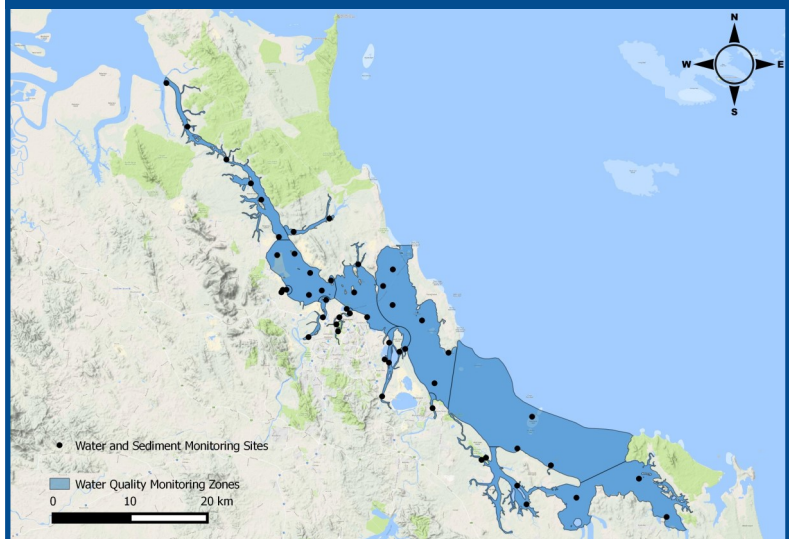 N
W E
S
Water and Sediment Monitoring Sites
Water Quality Monitoring Zones
0 10 20 km